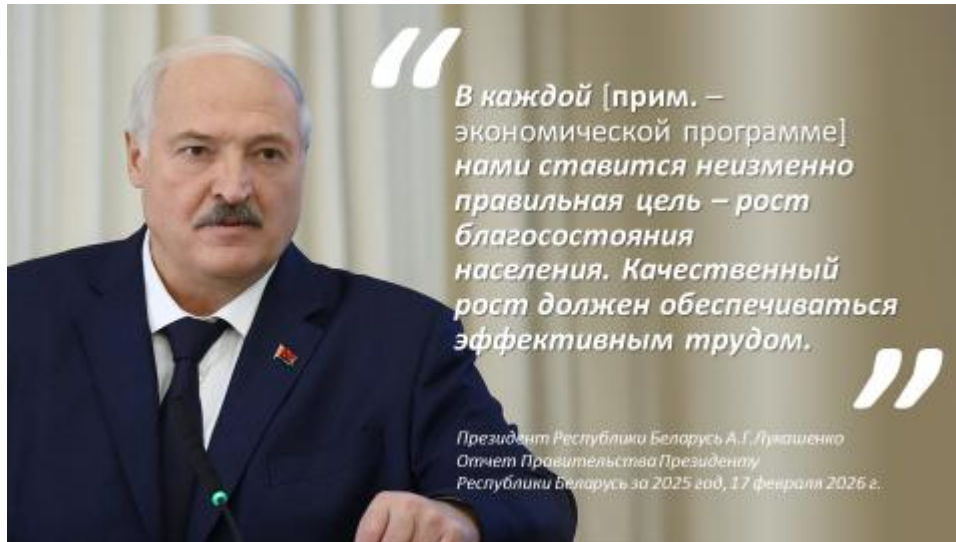 “
В каждой [прим. –
экономической программе]
нами ставится неизменно
правильная цель – рост
благосостояния
населения. Качественный
рост должен обеспечиваться
эффективным трудом.
”
Президент Республики Беларусь А.Г.Лукашенко
Отчет Правительства Президенту
Республики Беларусь за 2025 год, 17 февраля 2026 г.